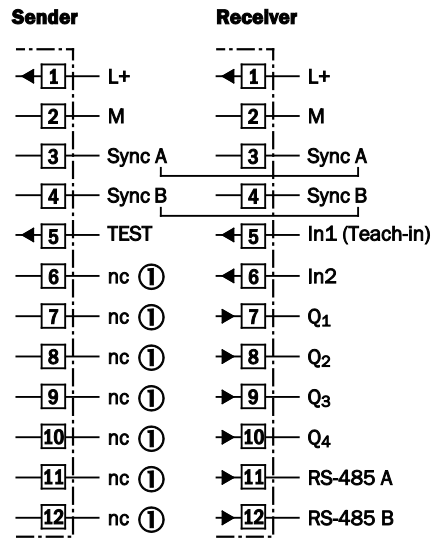 Sender Receiver
1 L+ 1 L+
2 M 2 M
3 Sync A 3 Sync A
4 Sync B 4 Sync B
5 TEST 5 In1 (Teach-in)
6 nc ① 6 In2
7 nc ① 7 Q₁
8 nc ① 8 Q₂
9 nc ① 9 Q₃
10 nc ① 10 Q₄
11 nc ① 11 RS-485 A
12 nc ① 12 RS-485 B